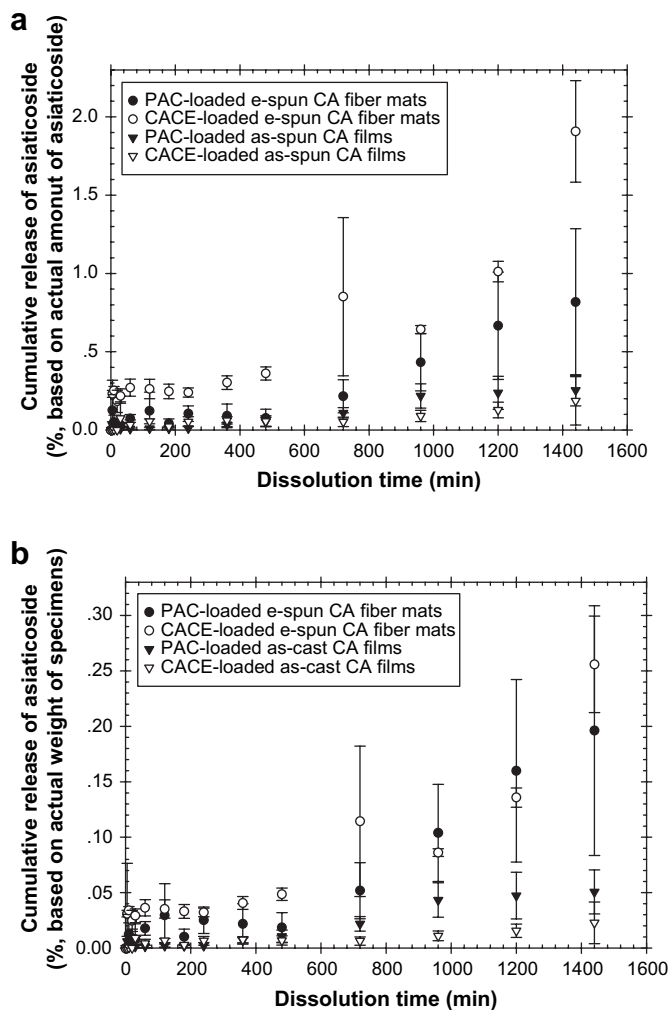 a
Cumulative release of asiaticoside
(%, based on actual amonut of asiaticoside)
2.0
1.5
1.0
.5
0.0
PAC-loaded e-spun CA fiber mats
CACE-loaded e-spun CA fiber mats
PAC-loaded as-spun CA films
CACE-loaded as-spun CA films
0 200 400 600 800 1000 1200 1400 1600
Dissolution time (min)
b
Cumulative release of asiaticoside
(%, based on actual weight of specimens)
.30
.25
.20
.15
.10
.05
0.00
PAC-loaded e-spun CA fiber mats
CACE-loaded e-spun CA fiber mats
PAC-loaded as-cast CA films
CACE-loaded as-cast CA films
0 200 400 600 800 1000 1200 1400 1600
Dissolution time (min)